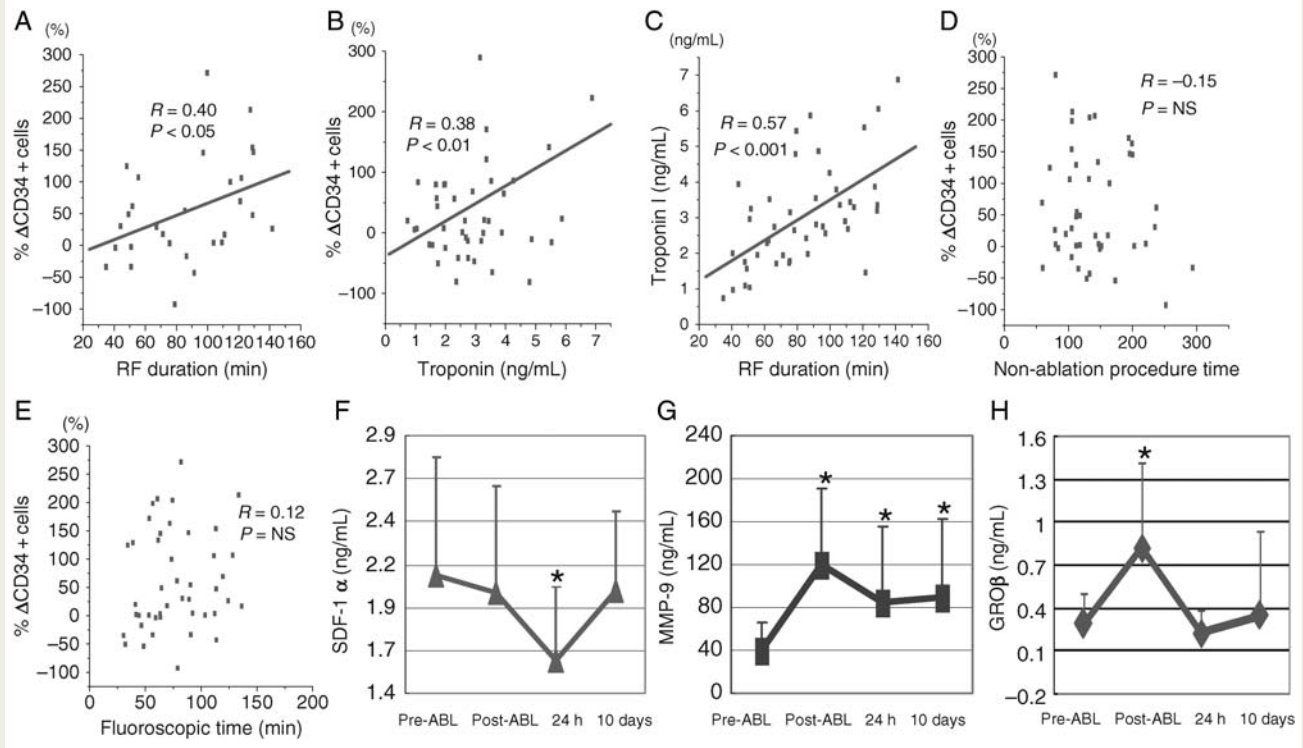 A
(%)
300
250
200
150
100
50
0
−50
−100
% ΔCD34 + cells
R = 0.40
P < 0.05
20 40 60 80 100 120 140 160
RF duration (min)
B
(%)
300
200
100
0
−100
% ΔCD34 + cells
R = 0.38
P < 0.01
0 1 2 3 4 5 6 7
Troponin (ng/mL)
C
(ng/mL)
7
6
5
4
3
2
1
0
Troponin I (ng/mL)
R = 0.57
P < 0.001
20 40 60 80 100 120 140 160
RF duration (min)
D
(%)
300
250
200
150
100
50
0
−50
−100
% ΔCD34 + cells
R = −0.15
P = NS
0 100 200 300
Non-ablation procedure time
E
(%)
300
250
200
150
100
50
0
−50
−100
% ΔCD34 + cells
R = 0.12
P = NS
0 50 100 150 200
Fluoroscopic time (min)
F
2.9
2.7
2.4
2.2
1.9
1.7
1.4
SDF-1 α (ng/mL)
*
Pre-ABL Post-ABL 24 h 10 days
G
240
200
160
120
80
40
0
MMP-9 (ng/mL)
* * *
Pre-ABL Post-ABL 24 h 10 days
H
1.6
1.3
1
0.7
0.4
0.1
−0.2
GROβ (ng/mL)
*
Pre-ABL Post-ABL 24 h 10 days